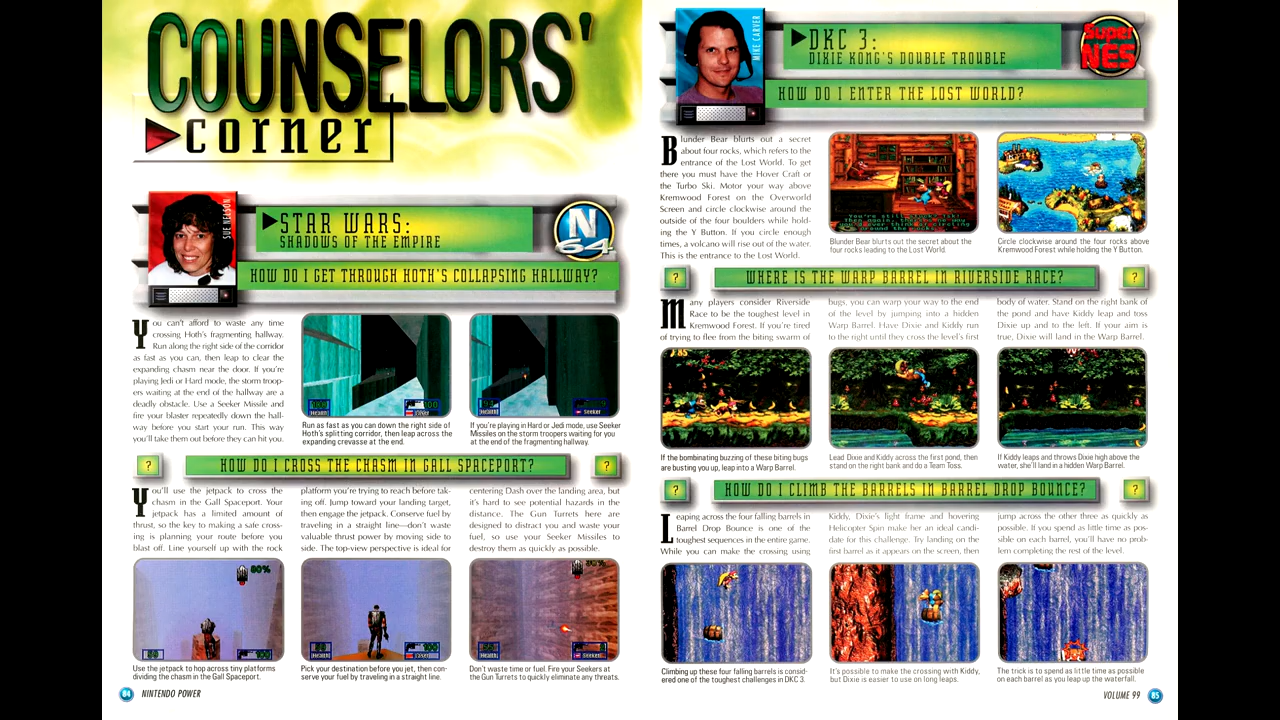 COUNSELORS'
corner
SUE NELSON
STAR WARS:
SHADOWS OF THE EMPIRE
N
64
HOW DO I GET THROUGH HOTH'S COLLAPSING HALLWAY?
You can't afford to waste any time
crossing Hoth's fragmenting hallway.
Run along the right side of the corridor
as fast as you can, then leap to clear the
expanding chasm near the door. If you're
playing Jedi or Hard mode, the storm troop-
ers waiting at the end of the hallway are a
deadly obstacle. Use a Seeker Missile and
fire your blaster repeatedly down the hall-
way before you start your run. This way
you'll take them out before they can hit you.
Health
Health
Seeker
Run as fast as you can down the right side of
Hoth's splitting corridor, then leap across the
expanding crevasse at the end.
If you're playing in Hard or Jedi mode, use Seeker
Missiles on the storm troopers waiting for you
at the end of the fragmenting hallway.
? HOW DO I CROSS THE CHASM IN GALL SPACEPORT? ?
You'll use the jetpack to cross the
chasm in the Gall Spaceport. Your
jetpack has a limited amount of
thrust, so the key to making a safe cross-
ing is planning your route before you
blast off. Line yourself up with the rock
platform you're trying to reach before tak-
ing off. Jump toward your landing target,
then engage the jetpack. Conserve fuel by
traveling in a straight line—don't waste
valuable thrust power by moving side to
side. The top-view perspective is ideal for
centering Dash over the landing area, but
it's hard to see potential hazards in the
distance. The Gun Turrets here are
designed to distract you and waste your
fuel, so use your Seeker Missiles to
destroy them as quickly as possible.
80%
Use the jetpack to hop across tiny platforms
dividing the chasm in the Gall Spaceport.
Pick your destination before you jet, then con-
serve your fuel by traveling in a straight line.
Don't waste time or fuel. Fire your Seekers at
the Gun Turrets to quickly eliminate any threats.
84 NINTENDO POWER
MIKE CARVER
DKC 3:
DIXIE KONG'S DOUBLE TROUBLE
Super
NES
HOW DO I ENTER THE LOST WORLD?
Blunder Bear blurts out a secret
about four rocks, which refers to the
entrance of the Lost World. To get
there you must have the Hover Craft or
the Turbo Ski. Motor your way above
Kremwood Forest on the Overworld
Screen and circle clockwise around the
outside of the four boulders while hold-
ing the Y Button. If you circle enough
times, a volcano will rise out of the water.
This is the entrance to the Lost World.
Blunder Bear blurts out the secret about the
four rocks leading to the Lost World.
Circle clockwise around the four rocks above
Kremwood Forest while holding the Y Button.
? WHERE IS THE WARP BARREL IN RIVERSIDE RACE? ?
Many players consider Riverside
Race to be the toughest level in
Kremwood Forest. If you're tired
of trying to flee from the biting swarm of
bugs, you can warp your way to the end
of the level by jumping into a hidden
Warp Barrel. Have Dixie and Kiddy run
to the right until they cross the level's first
body of water. Stand on the right bank of
the pond and have Kiddy leap and toss
Dixie up and to the left. If your aim is
true, Dixie will land in the Warp Barrel.
If the bombinating buzzing of these biting bugs
are busting you up, leap into a Warp Barrel.
Lead Dixie and Kiddy across the first pond, then
stand on the right bank and do a Team Toss.
If Kiddy leaps and throws Dixie high above the
water, she'll land in a hidden Warp Barrel.
? HOW DO I CLIMB THE BARRELS IN BARREL DROP BOUNCE? ?
Leaping across the four falling barrels in
Barrel Drop Bounce is one of the
toughest sequences in the entire game.
While you can make the crossing using
Kiddy, Dixie's light frame and hovering
Helicopter Spin make her an ideal candi-
date for this challenge. Try landing on the
first barrel as it appears on the screen, then
jump across the other three as quickly as
possible. If you spend as little time as pos-
sible on each barrel, you'll have no prob-
lem completing the rest of the level.
Climbing up these four falling barrels is consid-
ered one of the toughest challenges in DKC 3.
It's possible to make the crossing with Kiddy,
but Dixie is easier to use on long leaps.
The trick is to spend as little time as possible
on each barrel as you leap up the waterfall.
VOLUME 99 85